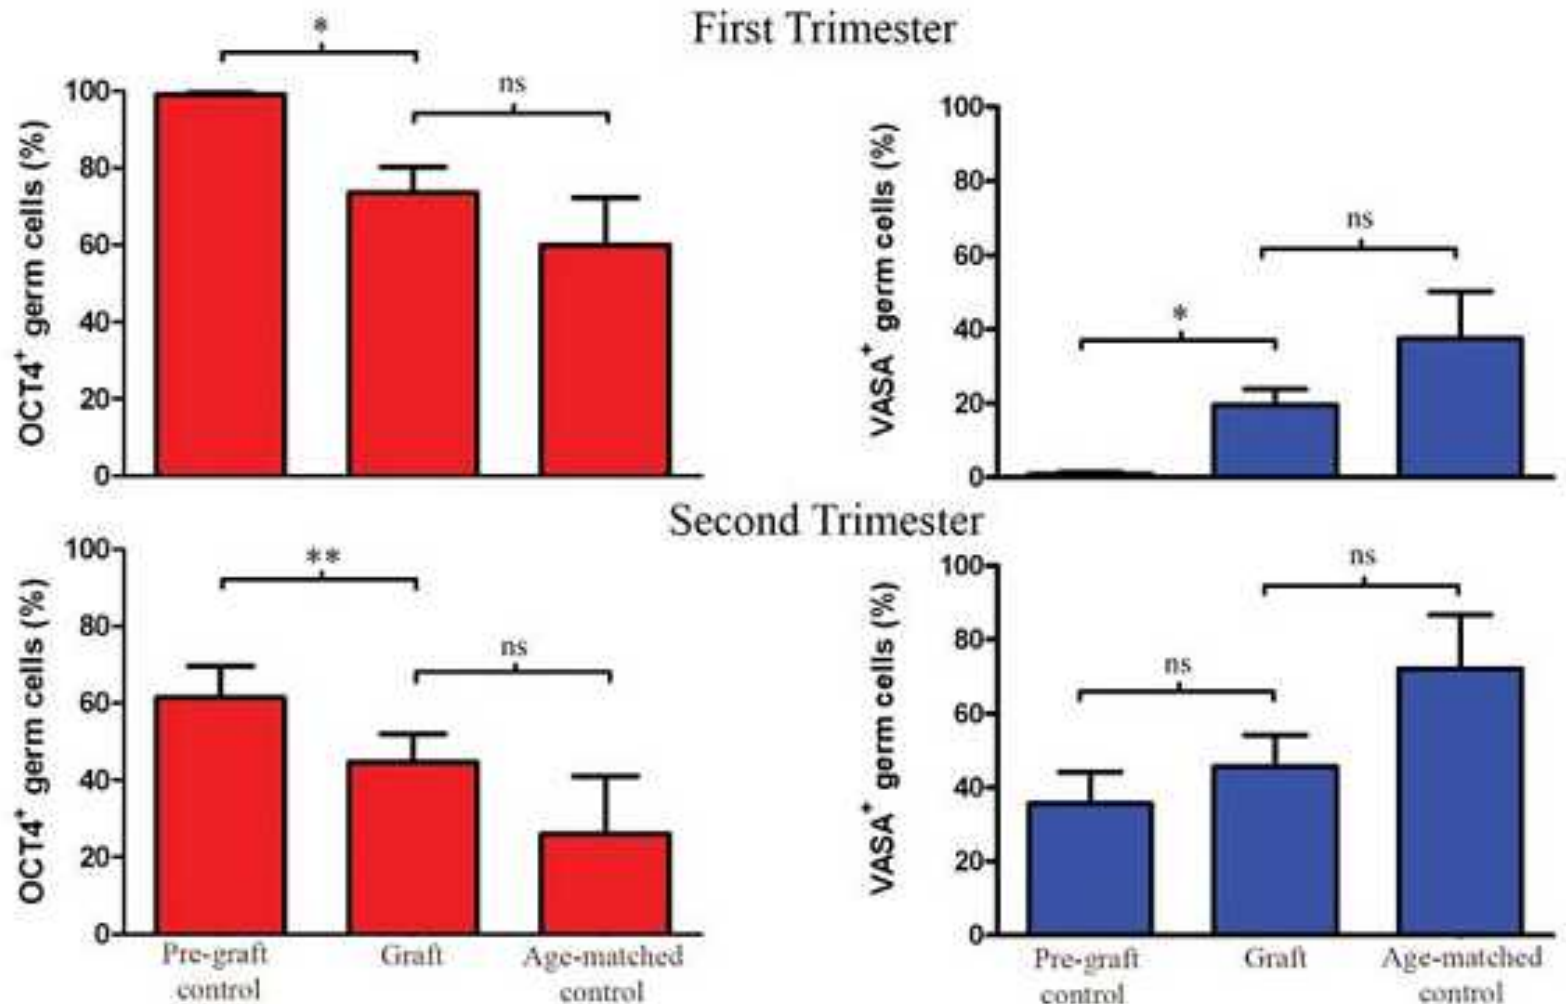 First Trimester
OCT4+ germ cells (%)
100
80
60
40
20
0
*
ns
VASA+ germ cells (%)
100
80
60
40
20
0
*
ns
Second Trimester
OCT4+ germ cells (%)
100
80
60
40
20
0
**
ns
Pre-graft
control
Graft
Age-matched
control
VASA+ germ cells (%)
100
80
60
40
20
0
ns
ns
Pre-graft
control
Graft
Age-matched
control